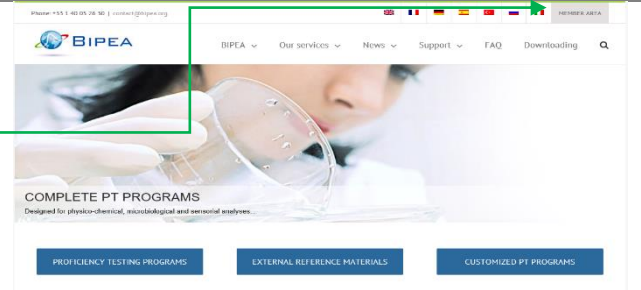 Phone: +33 1 40 05 26 30 | contact@bipea.org
MEMBER AREA
BIPEA
BIPEA Our services News Support FAQ Downloading
COMPLETE PT PROGRAMS
Designed for physico-chemical, microbiological and sensorial analyses...
PROFICIENCY TESTING PROGRAMS EXTERNAL REFERENCE MATERIALS CUSTOMIZED PT PROGRAMS